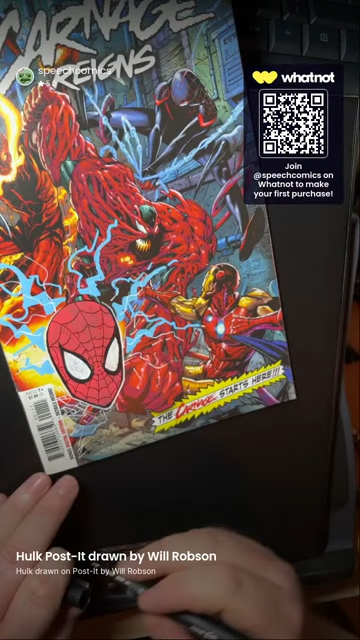 CARNAGE
REIGNS
speechcomics
whatnot
Join
@speechcomics on
Whatnot to make
your first purchase!
THE CARNAGE STARTS HERE!!!
Hulk Post-It drawn by Will Robson
Hulk drawn on Post-It by Will Robson